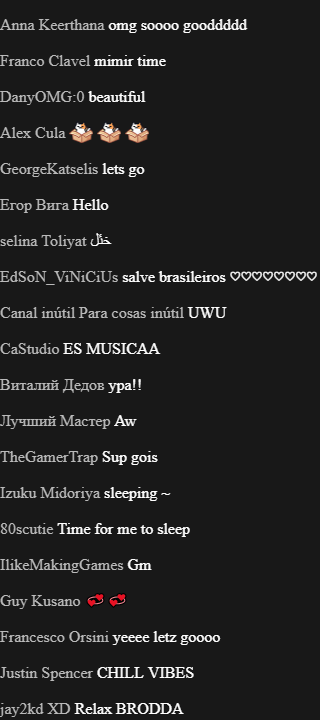 Anna Keerthana omg soooo gooddddd
Franco Clavel mimir time
DanyOMG:0 beautiful
Alex Cula
GeorgeKatselis lets go
Егор Вига Hello
selina Toliyat
EdSoN_ViNiCiUs salve brasileiros ♡♡♡♡♡♡♡♡
Canal inútil Para cosas inútil UWU
CaStudio ES MUSICAA
Виталий Дедов ура!!
Лучший Мастер Aw
TheGamerTrap Sup gois
Izuku Midoriya sleeping ~
80scutie Time for me to sleep
IlikeMakingGames Gm
Guy Kusano 💞 💞
Francesco Orsini yeeee letz goooo
Justin Spencer CHILL VIBES
jay2kd XD Relax BRODDA